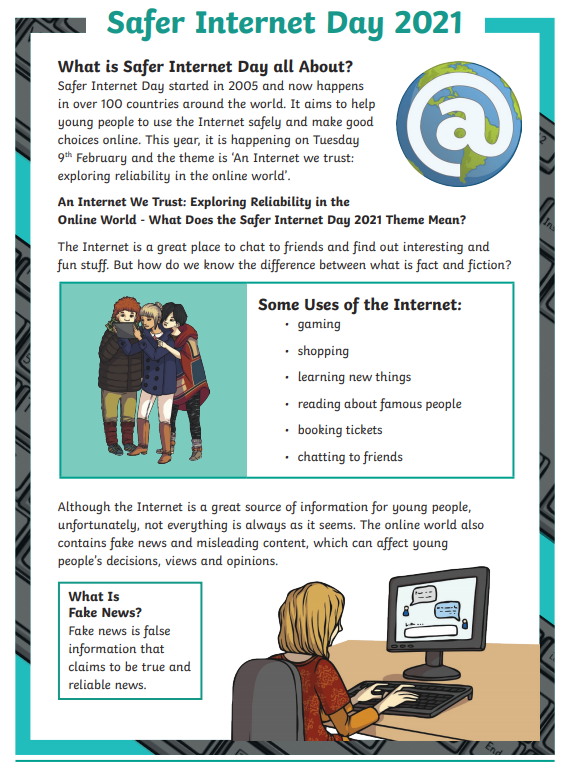 Safer Internet Day 2021
What is Safer Internet Day all About?
Safer Internet Day started in 2005 and now happens
in over 100 countries around the world. It aims to help
young people to use the Internet safely and make good
choices online. This year, it is happening on Tuesday
9th February and the theme is ‘An Internet we trust:
exploring reliability in the online world’.
An Internet We Trust: Exploring Reliability in the
Online World - What Does the Safer Internet Day 2021 Theme Mean?
The Internet is a great place to chat to friends and find out interesting and
fun stuff. But how do we know the difference between what is fact and fiction?
Some Uses of the Internet:
• gaming
• shopping
• learning new things
• reading about famous people
• booking tickets
• chatting to friends
Although the Internet is a great source of information for young people,
unfortunately, not everything is always as it seems. The online world also
contains fake news and misleading content, which can affect young
people’s decisions, views and opinions.
What Is
Fake News?
Fake news is false
information that
claims to be true and
reliable news.
@
End